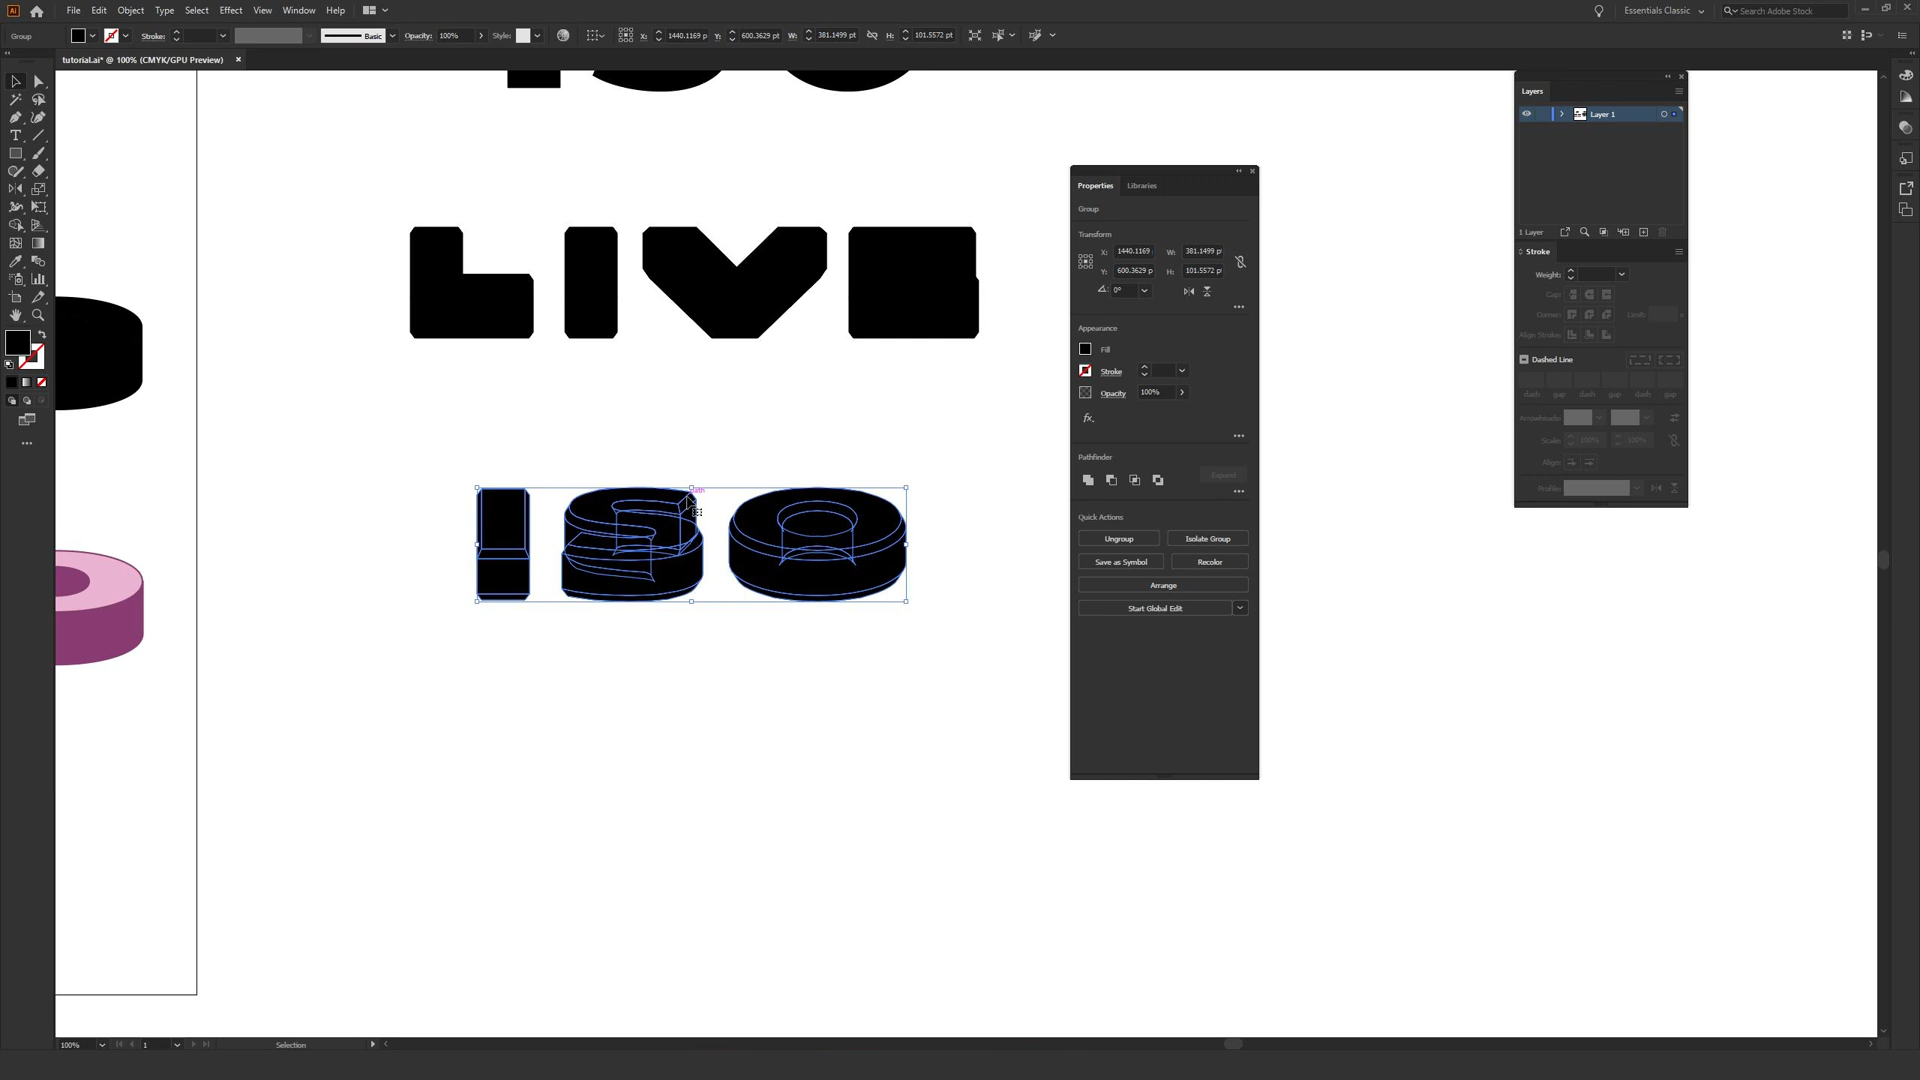 Ai File Edit Object Type Select Effect View Window Help Essentials Classic Search Adobe Stock
Group Stroke: Basic Opacity: 100% Style: X: 1440.1169 p Y: 600.3629 p W: 381.1499 p H: 101.5572 p
tutorial.ai* @ 100% (CMYK/GPU Preview)
LIVE
ISO
Properties Libraries
Group
Transform
X: 1440.1169 W: 381.1499 p
Y: 600.3629 p H: 101.5572 p
0°
Appearance
Fill
Stroke
Opacity 100%
fx.
Pathfinder
Expand
Quick Actions
Ungroup Isolate Group
Save as Symbol Recolor
Arrange
Start Global Edit
Layers
Layer 1
1 Layer
Stroke
Weight:
Cap:
Corner: Limit:
Align Stroke:
Dashed Line
dash gap dash gap dash gap
Arrowheads:
Scale: 100% 100%
Align:
Profile:
100% 1 Selection